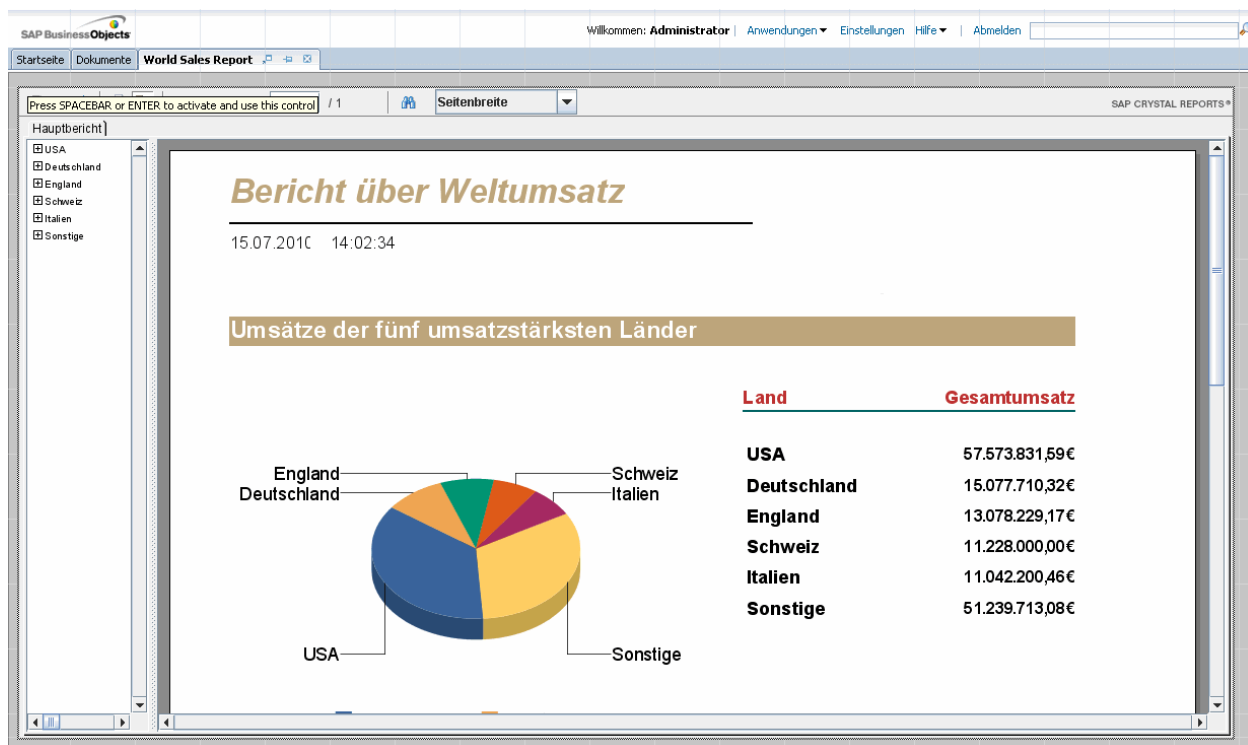 SAP BusinessObjects
Willkommen: Administrator | Anwendungen Einstellungen Hilfe | Abmelden
Startseite Dokumente World Sales Report
Press SPACEBAR or ENTER to activate and use this control / 1 Seitenbreite SAP CRYSTAL REPORTS®
Hauptbericht
USA
Deutschland
England
Schweiz
Italien
Sonstige
Bericht über Weltumsatz
15.07.2010 14:02:34
Umsätze der fünf umsatzstärksten Länder
Land Gesamtumsatz
USA 57.573.831,59€
Deutschland 15.077.710,32€
England 13.078.229,17€
Schweiz 11.228.000,00€
Italien 11.042.200,46€
Sonstige 51.239.713,08€
England Schweiz
Deutschland Italien
USA Sonstige